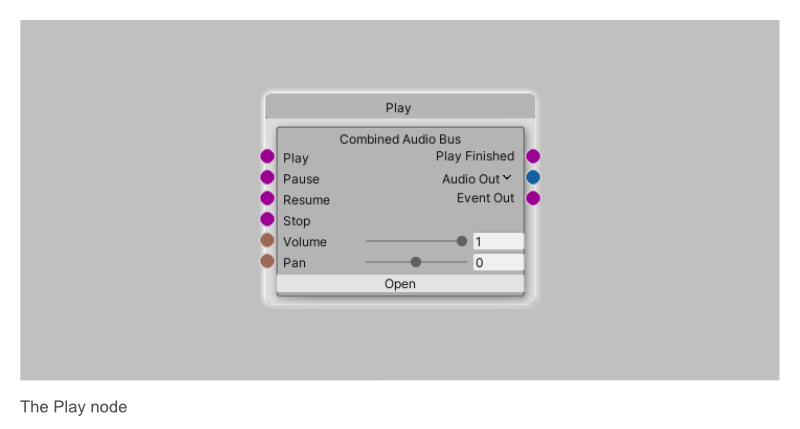 Play
Combined Audio Bus
Play Play Finished
Pause Audio Out
Resume Event Out
Stop
Volume 1
Pan 0
Open
The Play node